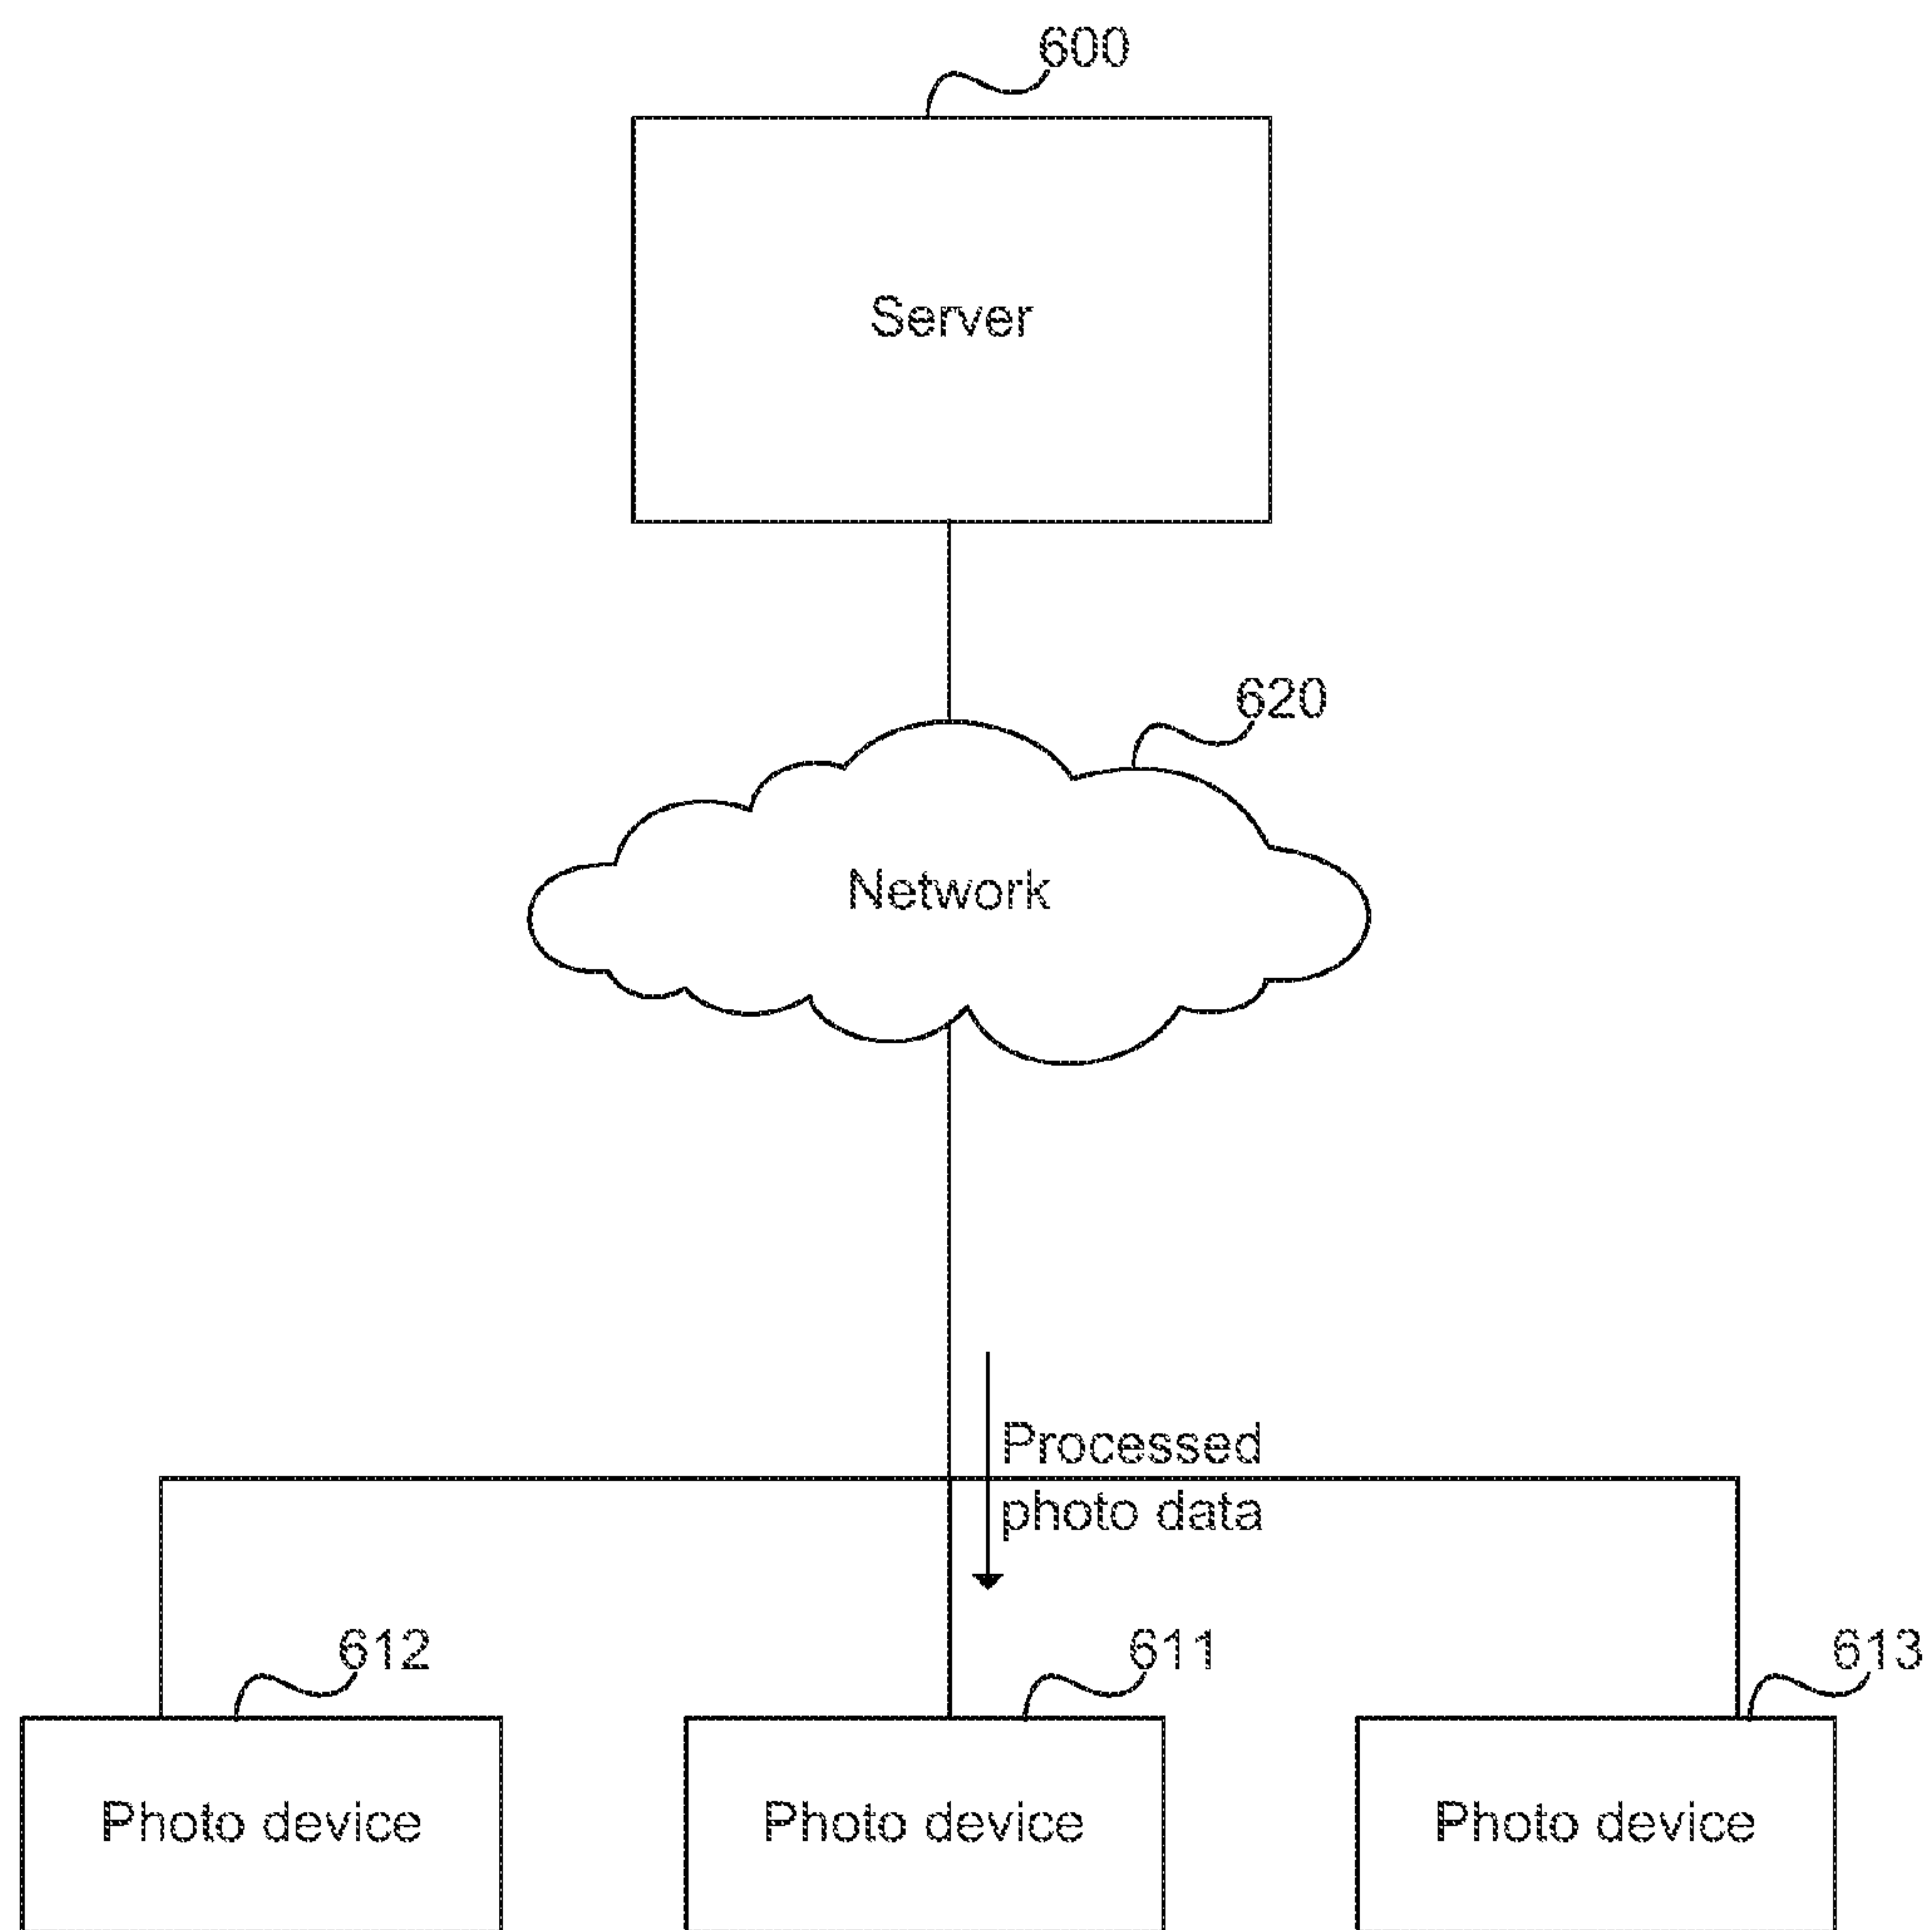 600
Server
620
Network
Processed
photo data
612
611
613
Photo device
Photo device
Photo device